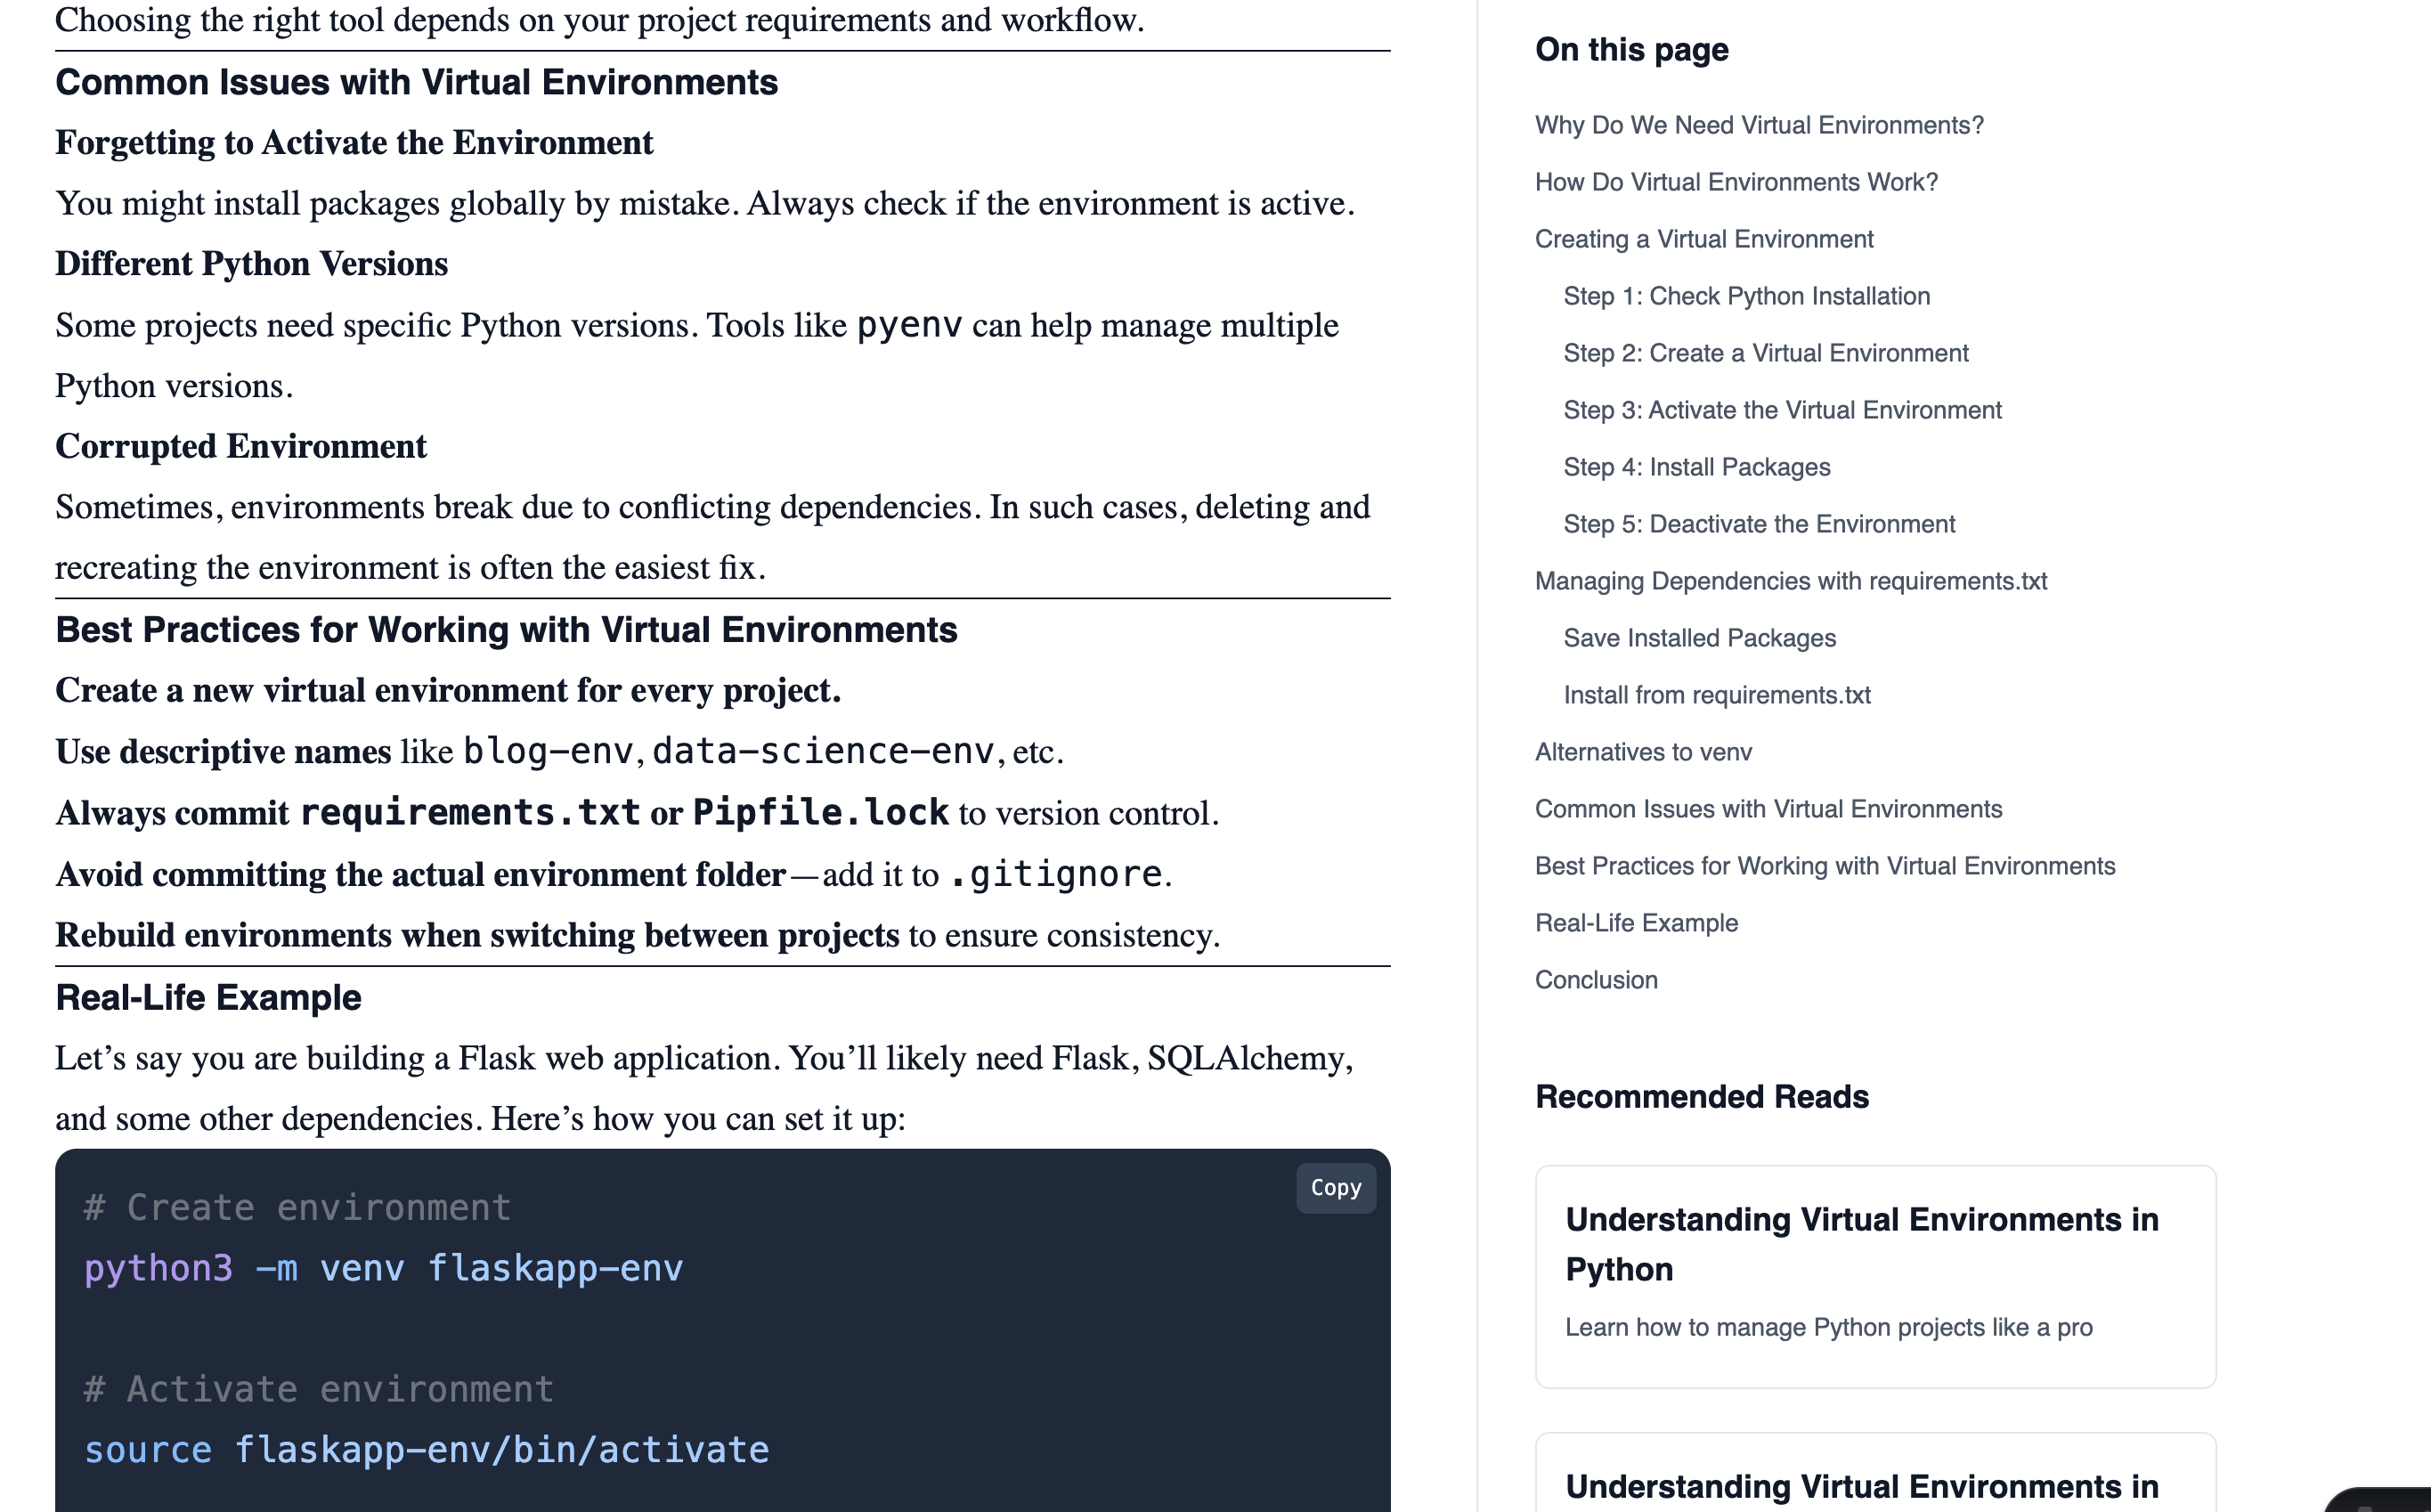 Choosing the right tool depends on your project requirements and workflow.
Common Issues with Virtual Environments
Forgetting to Activate the Environment
You might install packages globally by mistake. Always check if the environment is active.
Different Python Versions
Some projects need specific Python versions. Tools like pyenv can help manage multiple
Python versions.
Corrupted Environment
Sometimes, environments break due to conflicting dependencies. In such cases, deleting and
recreating the environment is often the easiest fix.
Best Practices for Working with Virtual Environments
Create a new virtual environment for every project.
Use descriptive names like blog-env, data-science-env, etc.
Always commit requirements.txt or Pipfile.lock to version control.
Avoid committing the actual environment folder—add it to .gitignore.
Rebuild environments when switching between projects to ensure consistency.
Real-Life Example
Let’s say you are building a Flask web application. You’ll likely need Flask, SQLAlchemy,
and some other dependencies. Here’s how you can set it up:
Copy
# Create environment
python3 -m venv flaskapp-env
# Activate environment
source flaskapp-env/bin/activate
On this page
Why Do We Need Virtual Environments?
How Do Virtual Environments Work?
Creating a Virtual Environment
Step 1: Check Python Installation
Step 2: Create a Virtual Environment
Step 3: Activate the Virtual Environment
Step 4: Install Packages
Step 5: Deactivate the Environment
Managing Dependencies with requirements.txt
Save Installed Packages
Install from requirements.txt
Alternatives to venv
Common Issues with Virtual Environments
Best Practices for Working with Virtual Environments
Real-Life Example
Conclusion
Recommended Reads
Understanding Virtual Environments in
Python
Learn how to manage Python projects like a pro
Understanding Virtual Environments in